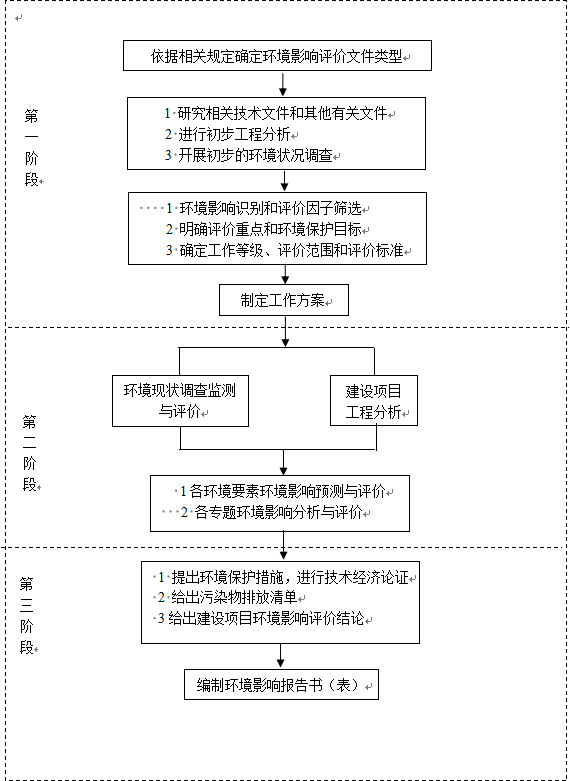 依据相关规定确定环境影响评价文件类型
第一阶段
1 研究相关技术文件和其他有关文件
2 进行初步工程分析
3 开展初步的环境状况调查
1 环境影响识别和评价因子筛选
2 明确评价重点和环境保护目标
3 确定工作等级、评价范围和评价标准
制定工作方案
第二阶段
环境现状调查监测
与评价
建设项目
工程分析
1 各环境要素环境影响预测与评价
2 各专题环境影响分析与评价
第三阶段
1 提出环境保护措施，进行技术经济论证
2 给出污染物排放清单
3 给出建设项目环境影响评价结论
编制环境影响报告书（表）